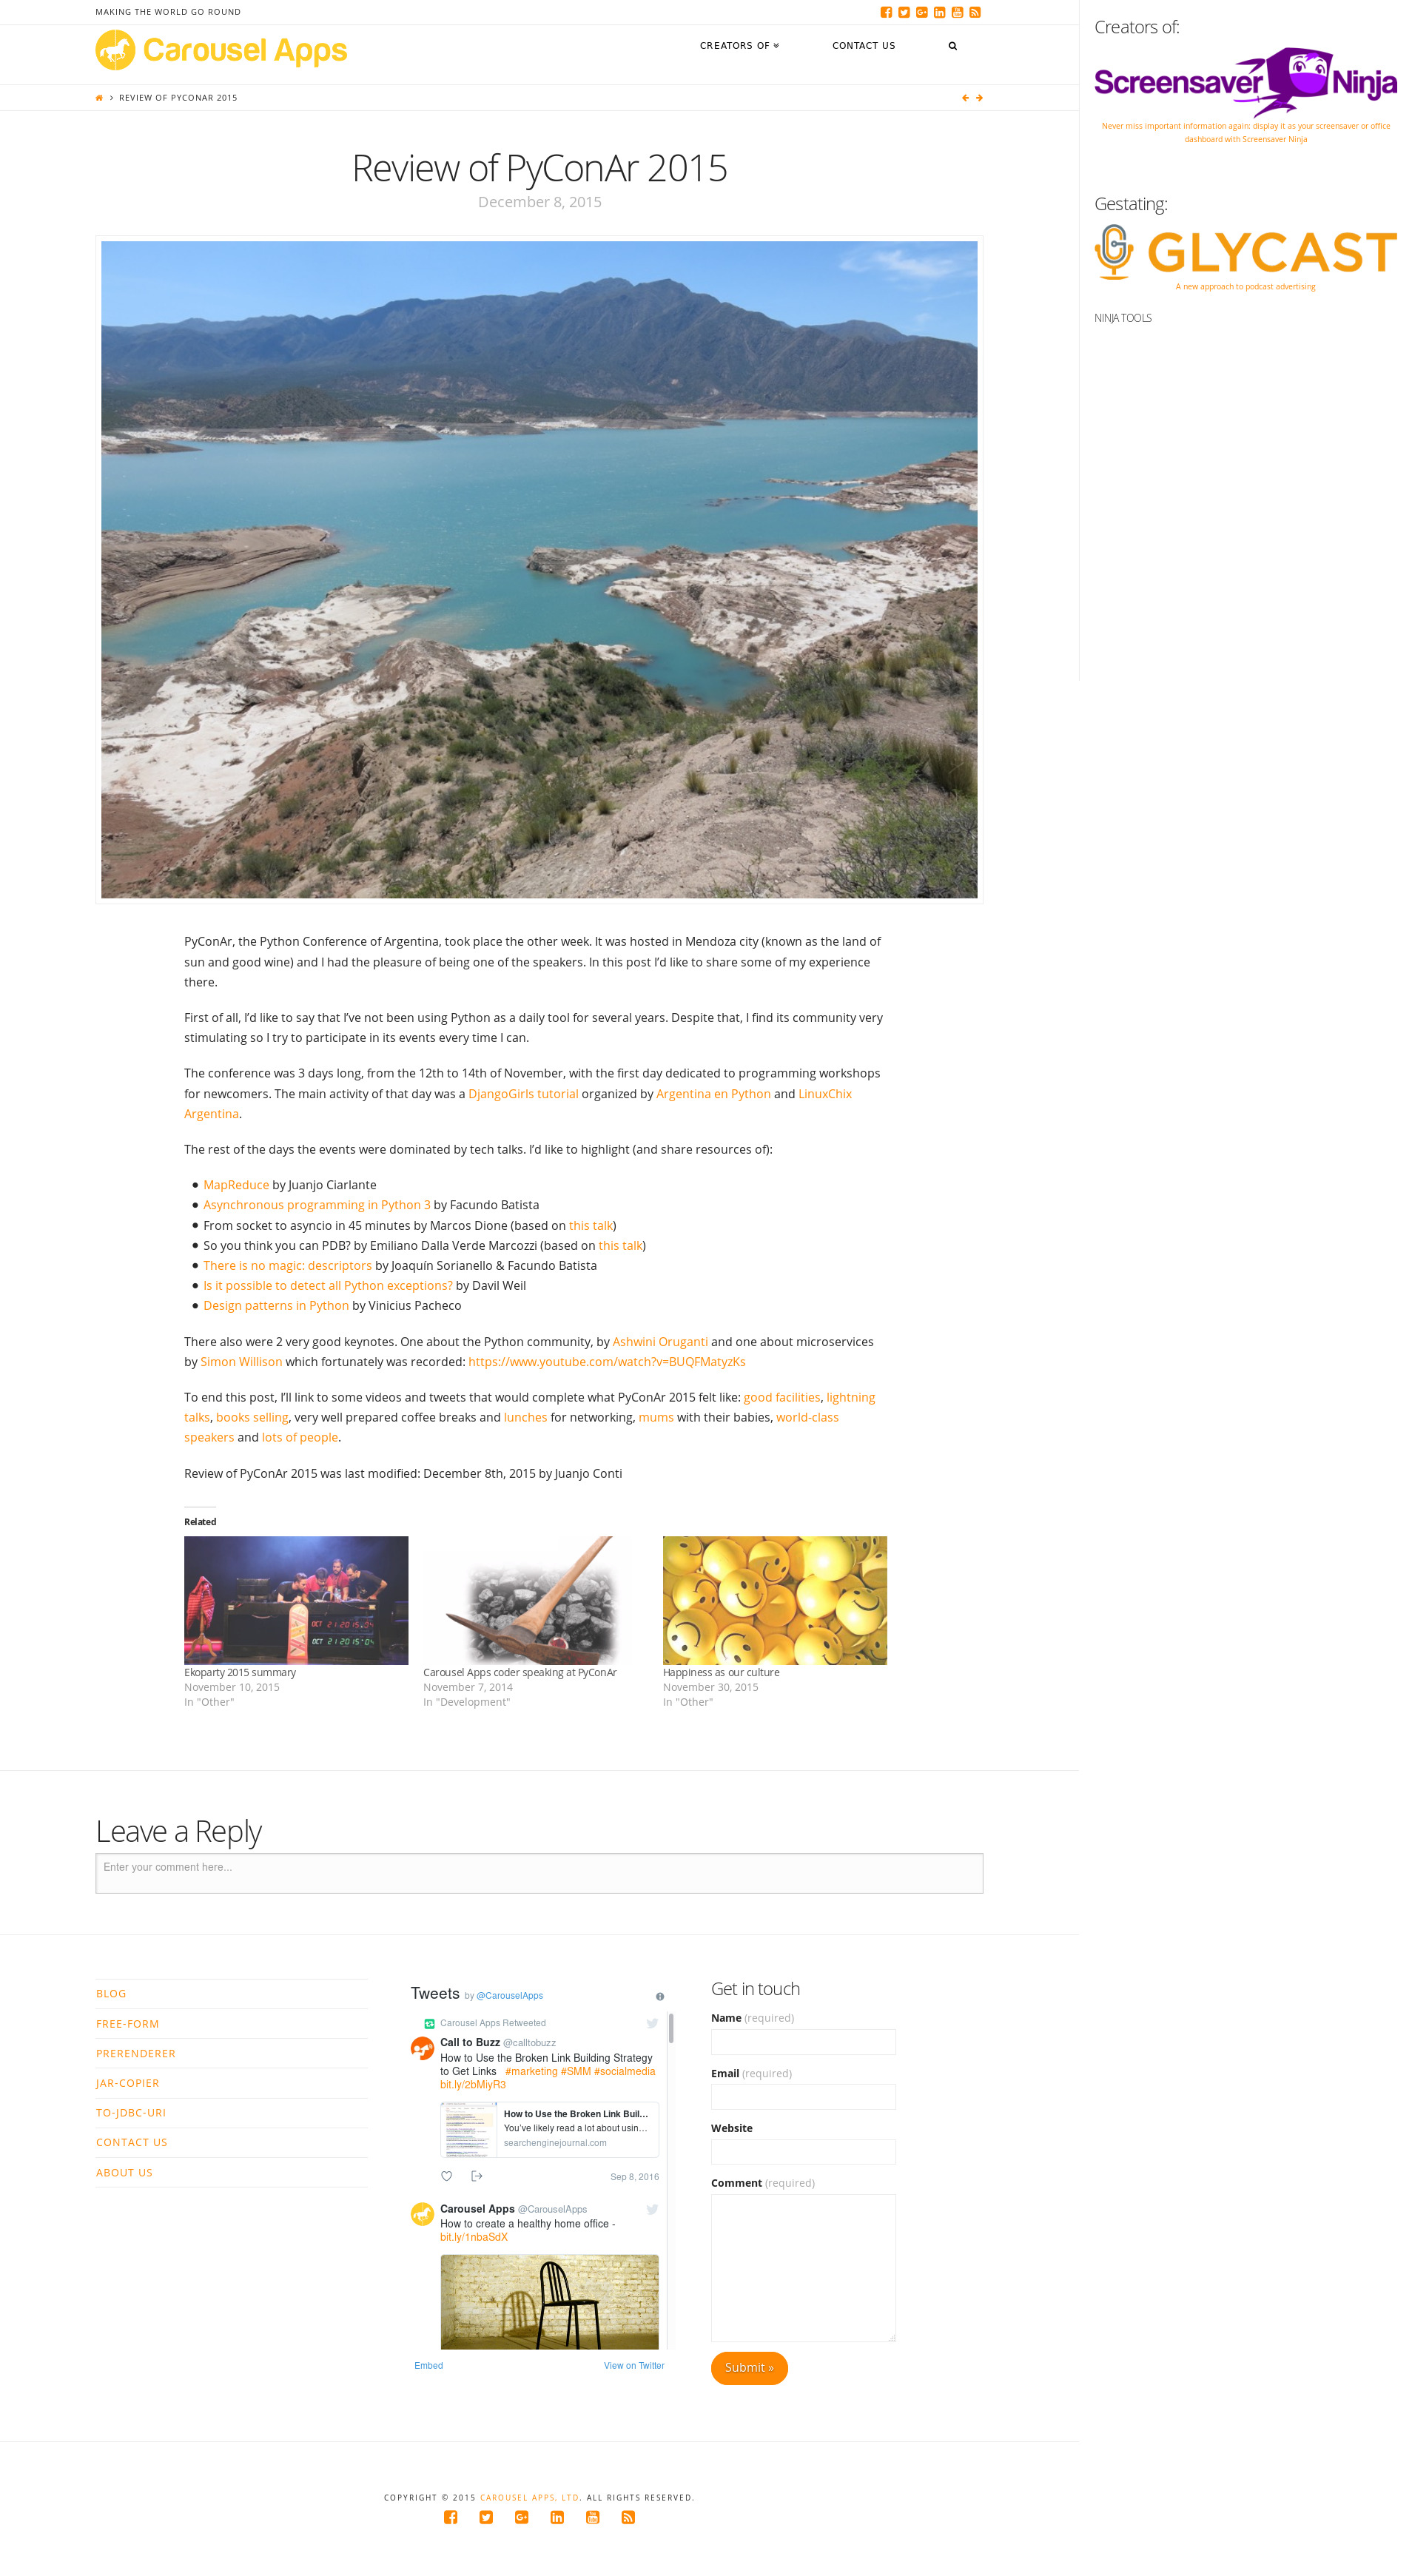 MAKING THE WORLD GO ROUND
Carousel Apps
CREATORS OF
CONTACT US
REVIEW OF PYCONAR 2015
Review of PyConAr 2015
December 8, 2015
PyConAr, the Python Conference of Argentina, took place the other week. It was hosted in Mendoza city (known as the land of
sun and good wine) and I had the pleasure of being one of the speakers. In this post I'd like to share some of my experience
there.
First of all, I'd like to say that I've not been using Python as a daily tool for several years. Despite that, I find its community very
stimulating so I try to participate in its events every time I can.
The conference was 3 days long, from the 12th to 14th of November, with the first day dedicated to programming workshops
for newcomers. The main activity of that day was a DjangoGirls tutorial organized by Argentina en Python and LinuxChix
Argentina.
The rest of the days the events were dominated by tech talks. I'd like to highlight (and share resources of):
● MapReduce by Juanjo Ciarlante
● Asynchronous programming in Python 3 by Facundo Batista
● From socket to asyncio in 45 minutes by Marcos Dione (based on this talk)
● So you think you can PDB? by Emiliano Dalla Verde Marcozzi (based on this talk)
● There is no magic: descriptors by Joaquín Sorianello & Facundo Batista
● Is it possible to detect all Python exceptions? by Davil Weil
● Design patterns in Python by Vinicius Pacheco
There also were 2 very good keynotes. One about the Python community, by Ashwini Oruganti and one about microservices
by Simon Willison which fortunately was recorded: https://www.youtube.com/watch?v=BUQFMatyzKs
To end this post, I'll link to some videos and tweets that would complete what PyConAr 2015 felt like: good facilities, lightning
talks, books selling, very well prepared coffee breaks and lunches for networking, mums with their babies, world-class
speakers and lots of people.
Review of PyConAr 2015 was last modified: December 8th, 2015 by Juanjo Conti
Related
OCT 21 2015
OCT 21 2015
Ekoparty 2015 summary
November 10, 2015
In "Other"
Carousel Apps coder speaking at PyConAr
November 7, 2014
In "Development"
Happiness as our culture
November 30, 2015
In "Other"
Leave a Reply
Enter your comment here...
BLOG
FREE-FORM
PRERENDERER
JAR-COPIER
TO-JDBC-URI
CONTACT US
ABOUT US
Tweets by @CarouselApps
Carousel Apps Retweeted
Call to Buzz @calltobuzz
How to Use the Broken Link Building Strategy
to Get Links #marketing #SMM #socialmedia
bit.ly/2bMiyR3
How to Use the Broken Link Buil…
You've likely read a lot about usin…
searchenginejournal.com
Sep 8, 2016
Carousel Apps @CarouselApps
How to create a healthy home office -
bit.ly/1nbaSdX
Embed
View on Twitter
Get in touch
Name (required)
Email (required)
Website
Comment (required)
Submit »
COPYRIGHT © 2015 CAROUSEL APPS, LTD. ALL RIGHTS RESERVED.
Creators of:
Screensaver Ninja
Never miss important information again: display it as your screensaver or office
dashboard with Screensaver Ninja
Gestating:
GLYCAST
A new approach to podcast advertising
NINJA TOOLS